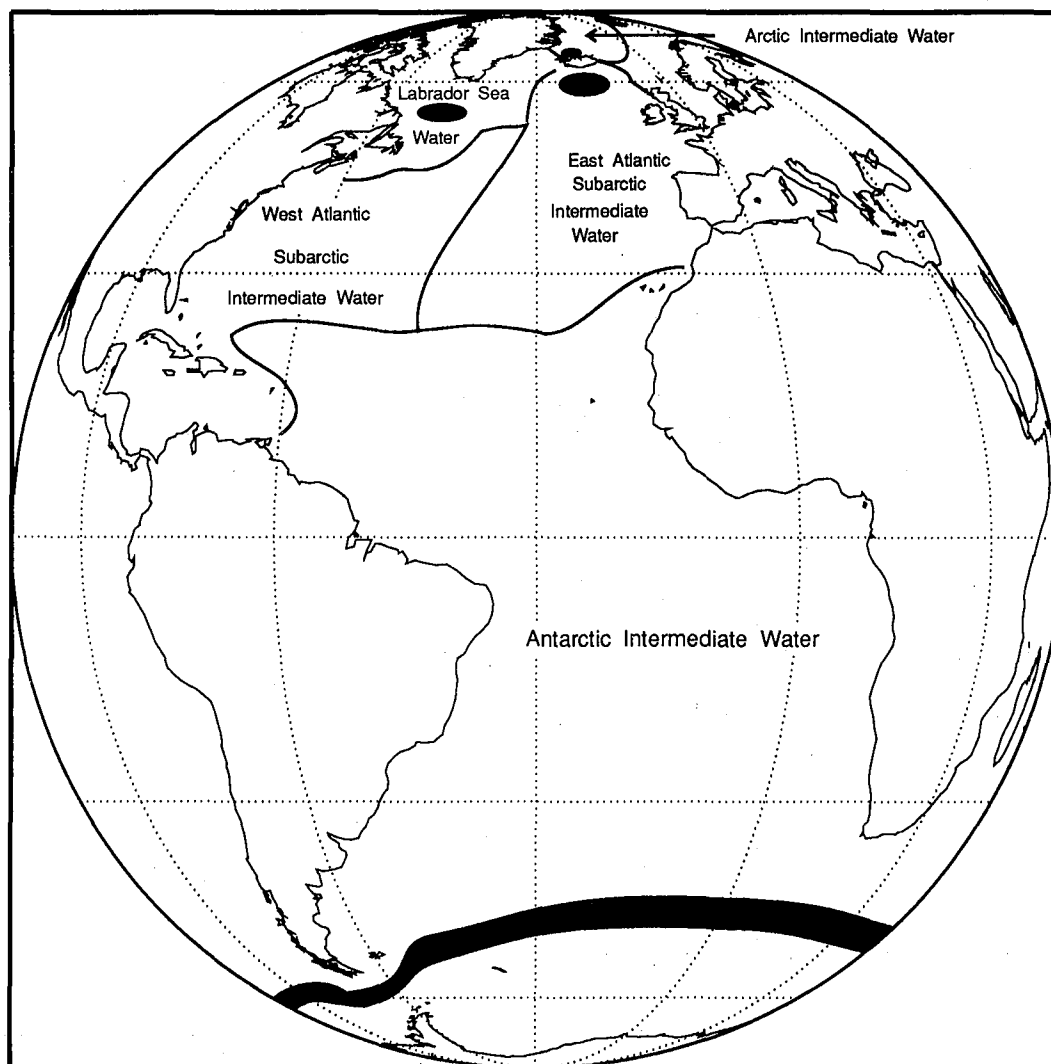 Arctic Intermediate Water
Labrador Sea
Water
East Atlantic
Subarctic
Intermediate
Water
West Atlantic
Subarctic
Intermediate Water
Antarctic Intermediate Water